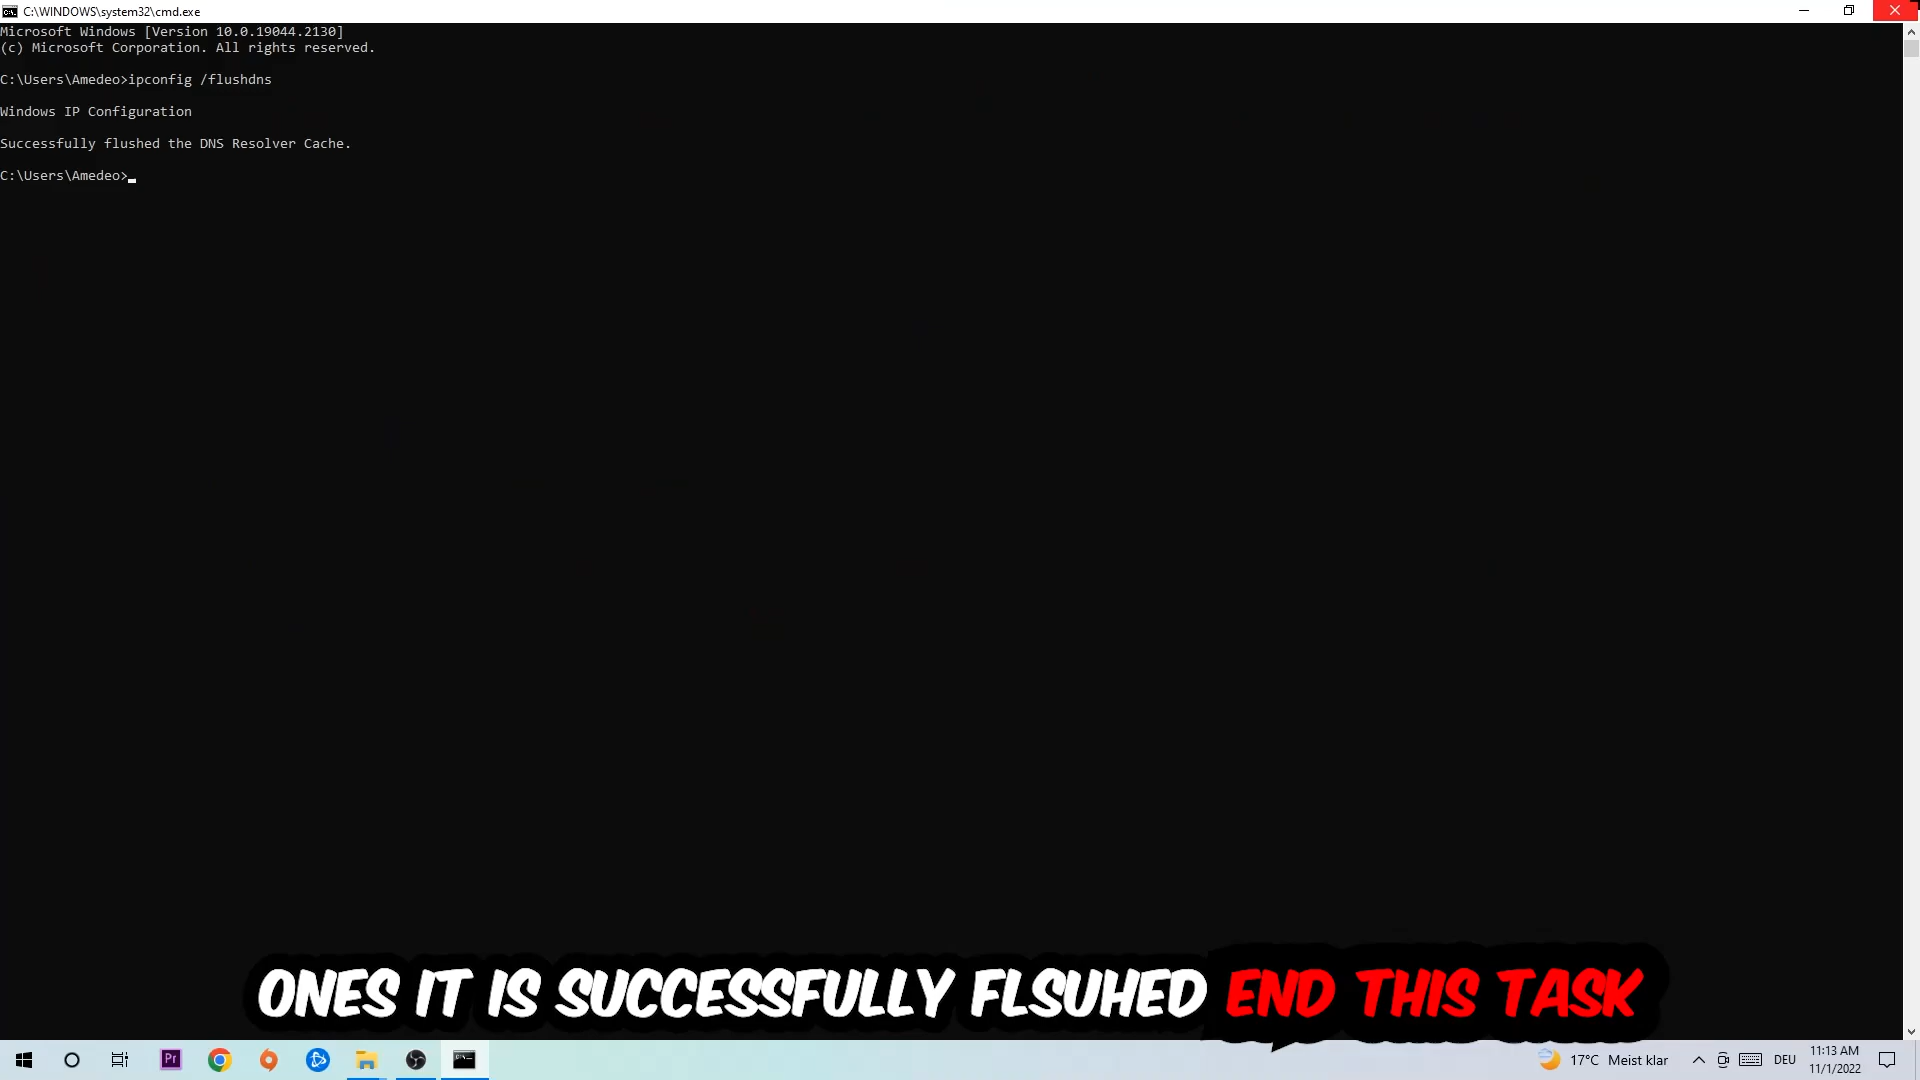 C:\WINDOWS\system32\cmd.exe
Microsoft Windows [Version 10.0.19044.2130]
(c) Microsoft Corporation. All rights reserved.
C:\Users\Amedeo>ipconfig /flushdns
Windows IP Configuration
Successfully flushed the DNS Resolver Cache.
C:\Users\Amedeo>
ONES IT IS SUCCESSFULLY FLSUHED END THIS TASK
Pr
17°C Meist klar
DEU
11:13 AM
11/1/2022